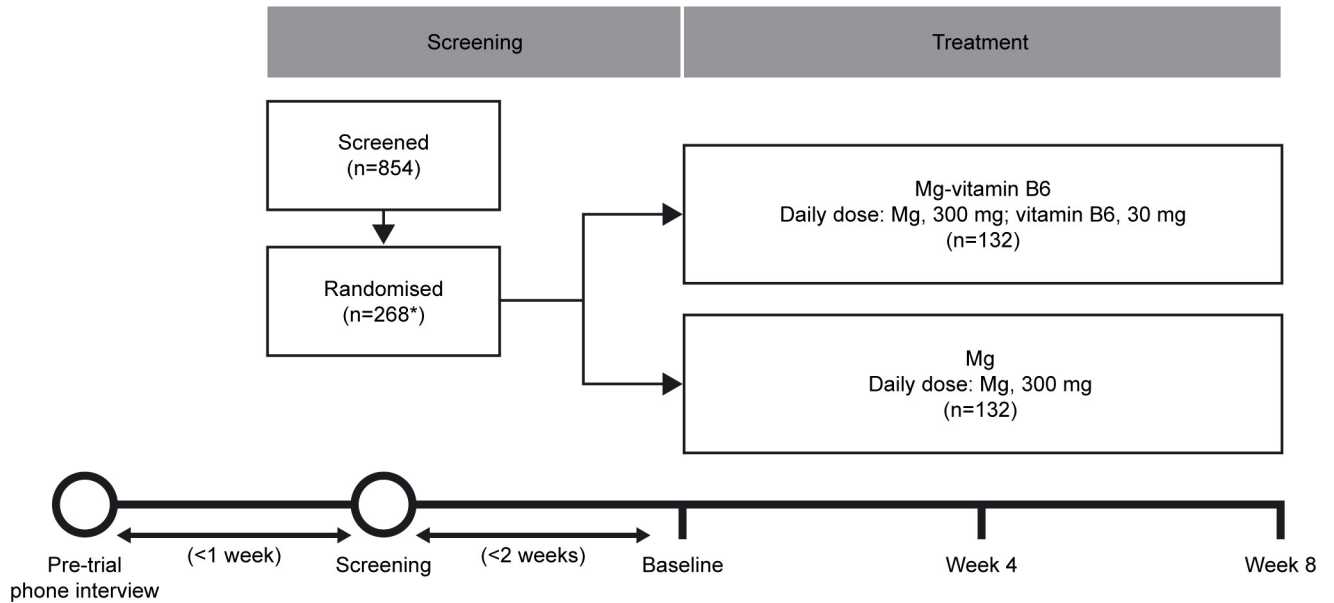 Screening
Treatment
Screened
(n=854)
Randomised
(n=268*)
Mg-vitamin B6
Daily dose: Mg, 300 mg; vitamin B6, 30 mg
(n=132)
Mg
Daily dose: Mg, 300 mg
(n=132)
(<1 week)
(<2 weeks)
Pre-trial
phone interview
Screening
Baseline
Week 4
Week 8